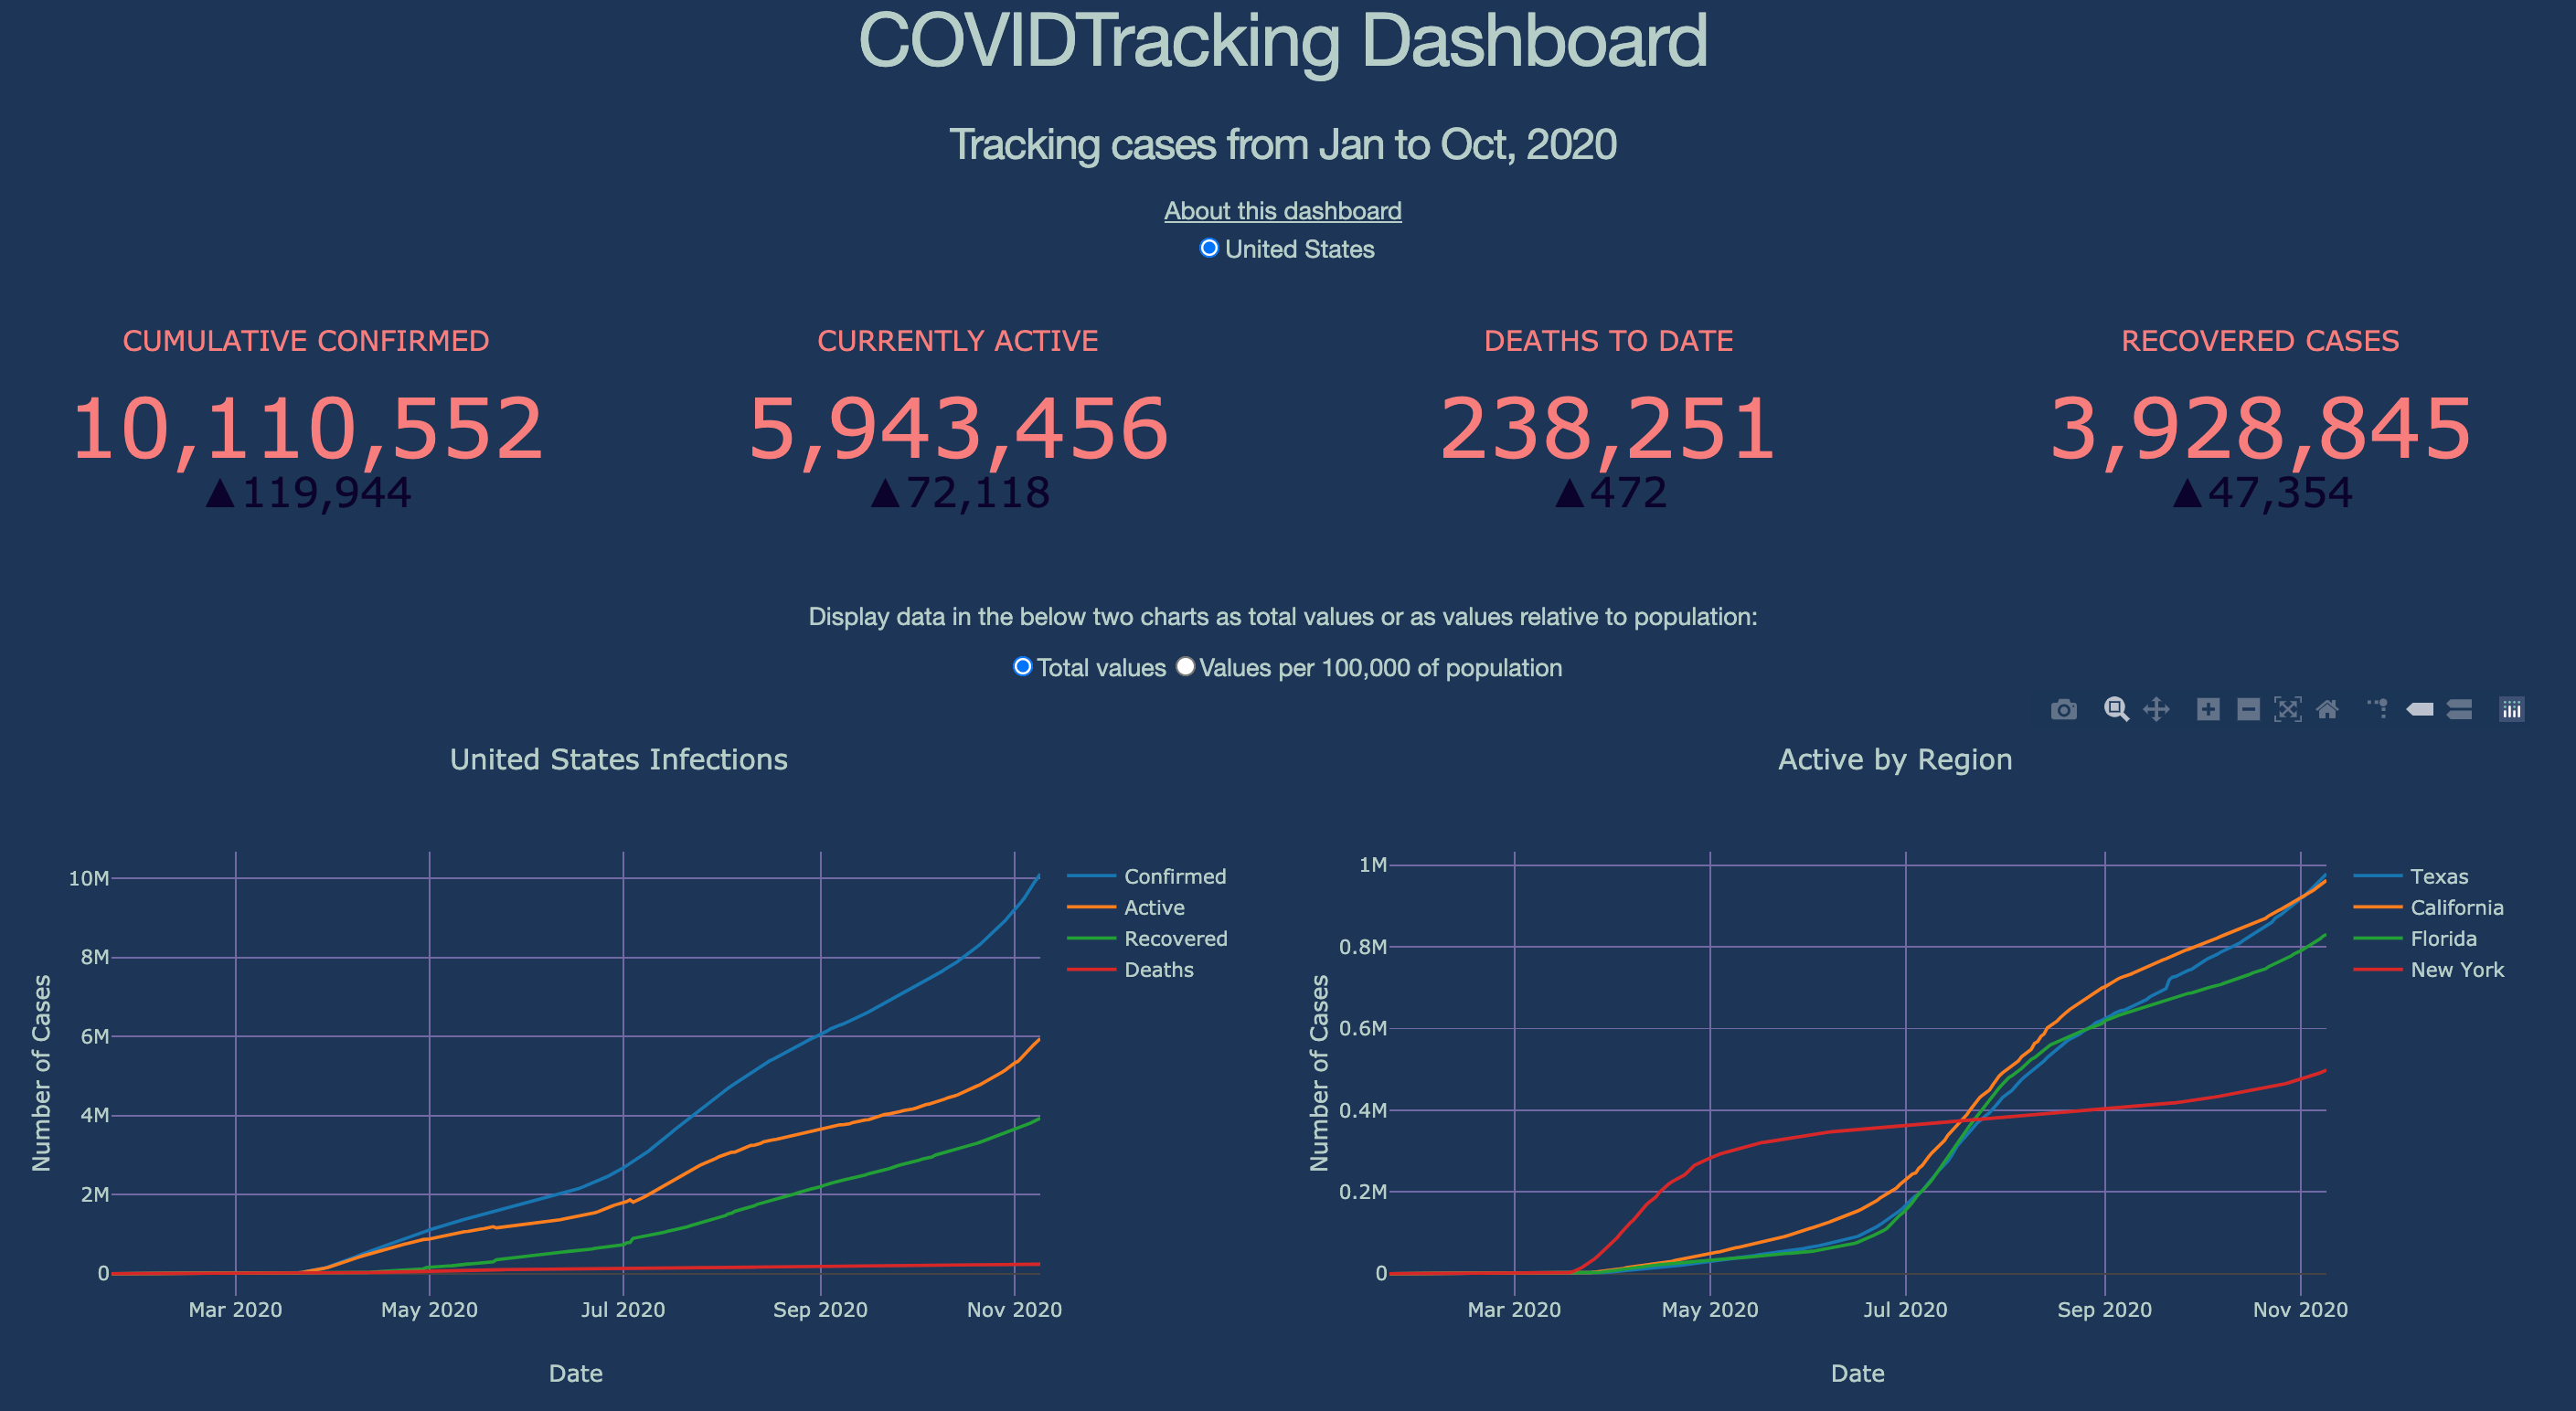 COVIDTracking Dashboard
Tracking cases from Jan to Oct, 2020
About this dashboard
United States
CUMULATIVE CONFIRMED
10,110,552
▲119,944
CURRENTLY ACTIVE
5,943,456
▲72,118
DEATHS TO DATE
238,251
▲472
RECOVERED CASES
3,928,845
▲47,354
Display data in the below two charts as total values or as values relative to population:
Total values Values per 100,000 of population
United States Infections
Number of Cases
10M
8M
6M
4M
2M
0
Mar 2020 May 2020 Jul 2020 Sep 2020 Nov 2020
Date
Confirmed
Active
Recovered
Deaths
Active by Region
Number of Cases
1M
0.8M
0.6M
0.4M
0.2M
0
Mar 2020 May 2020 Jul 2020 Sep 2020 Nov 2020
Date
Texas
California
Florida
New York